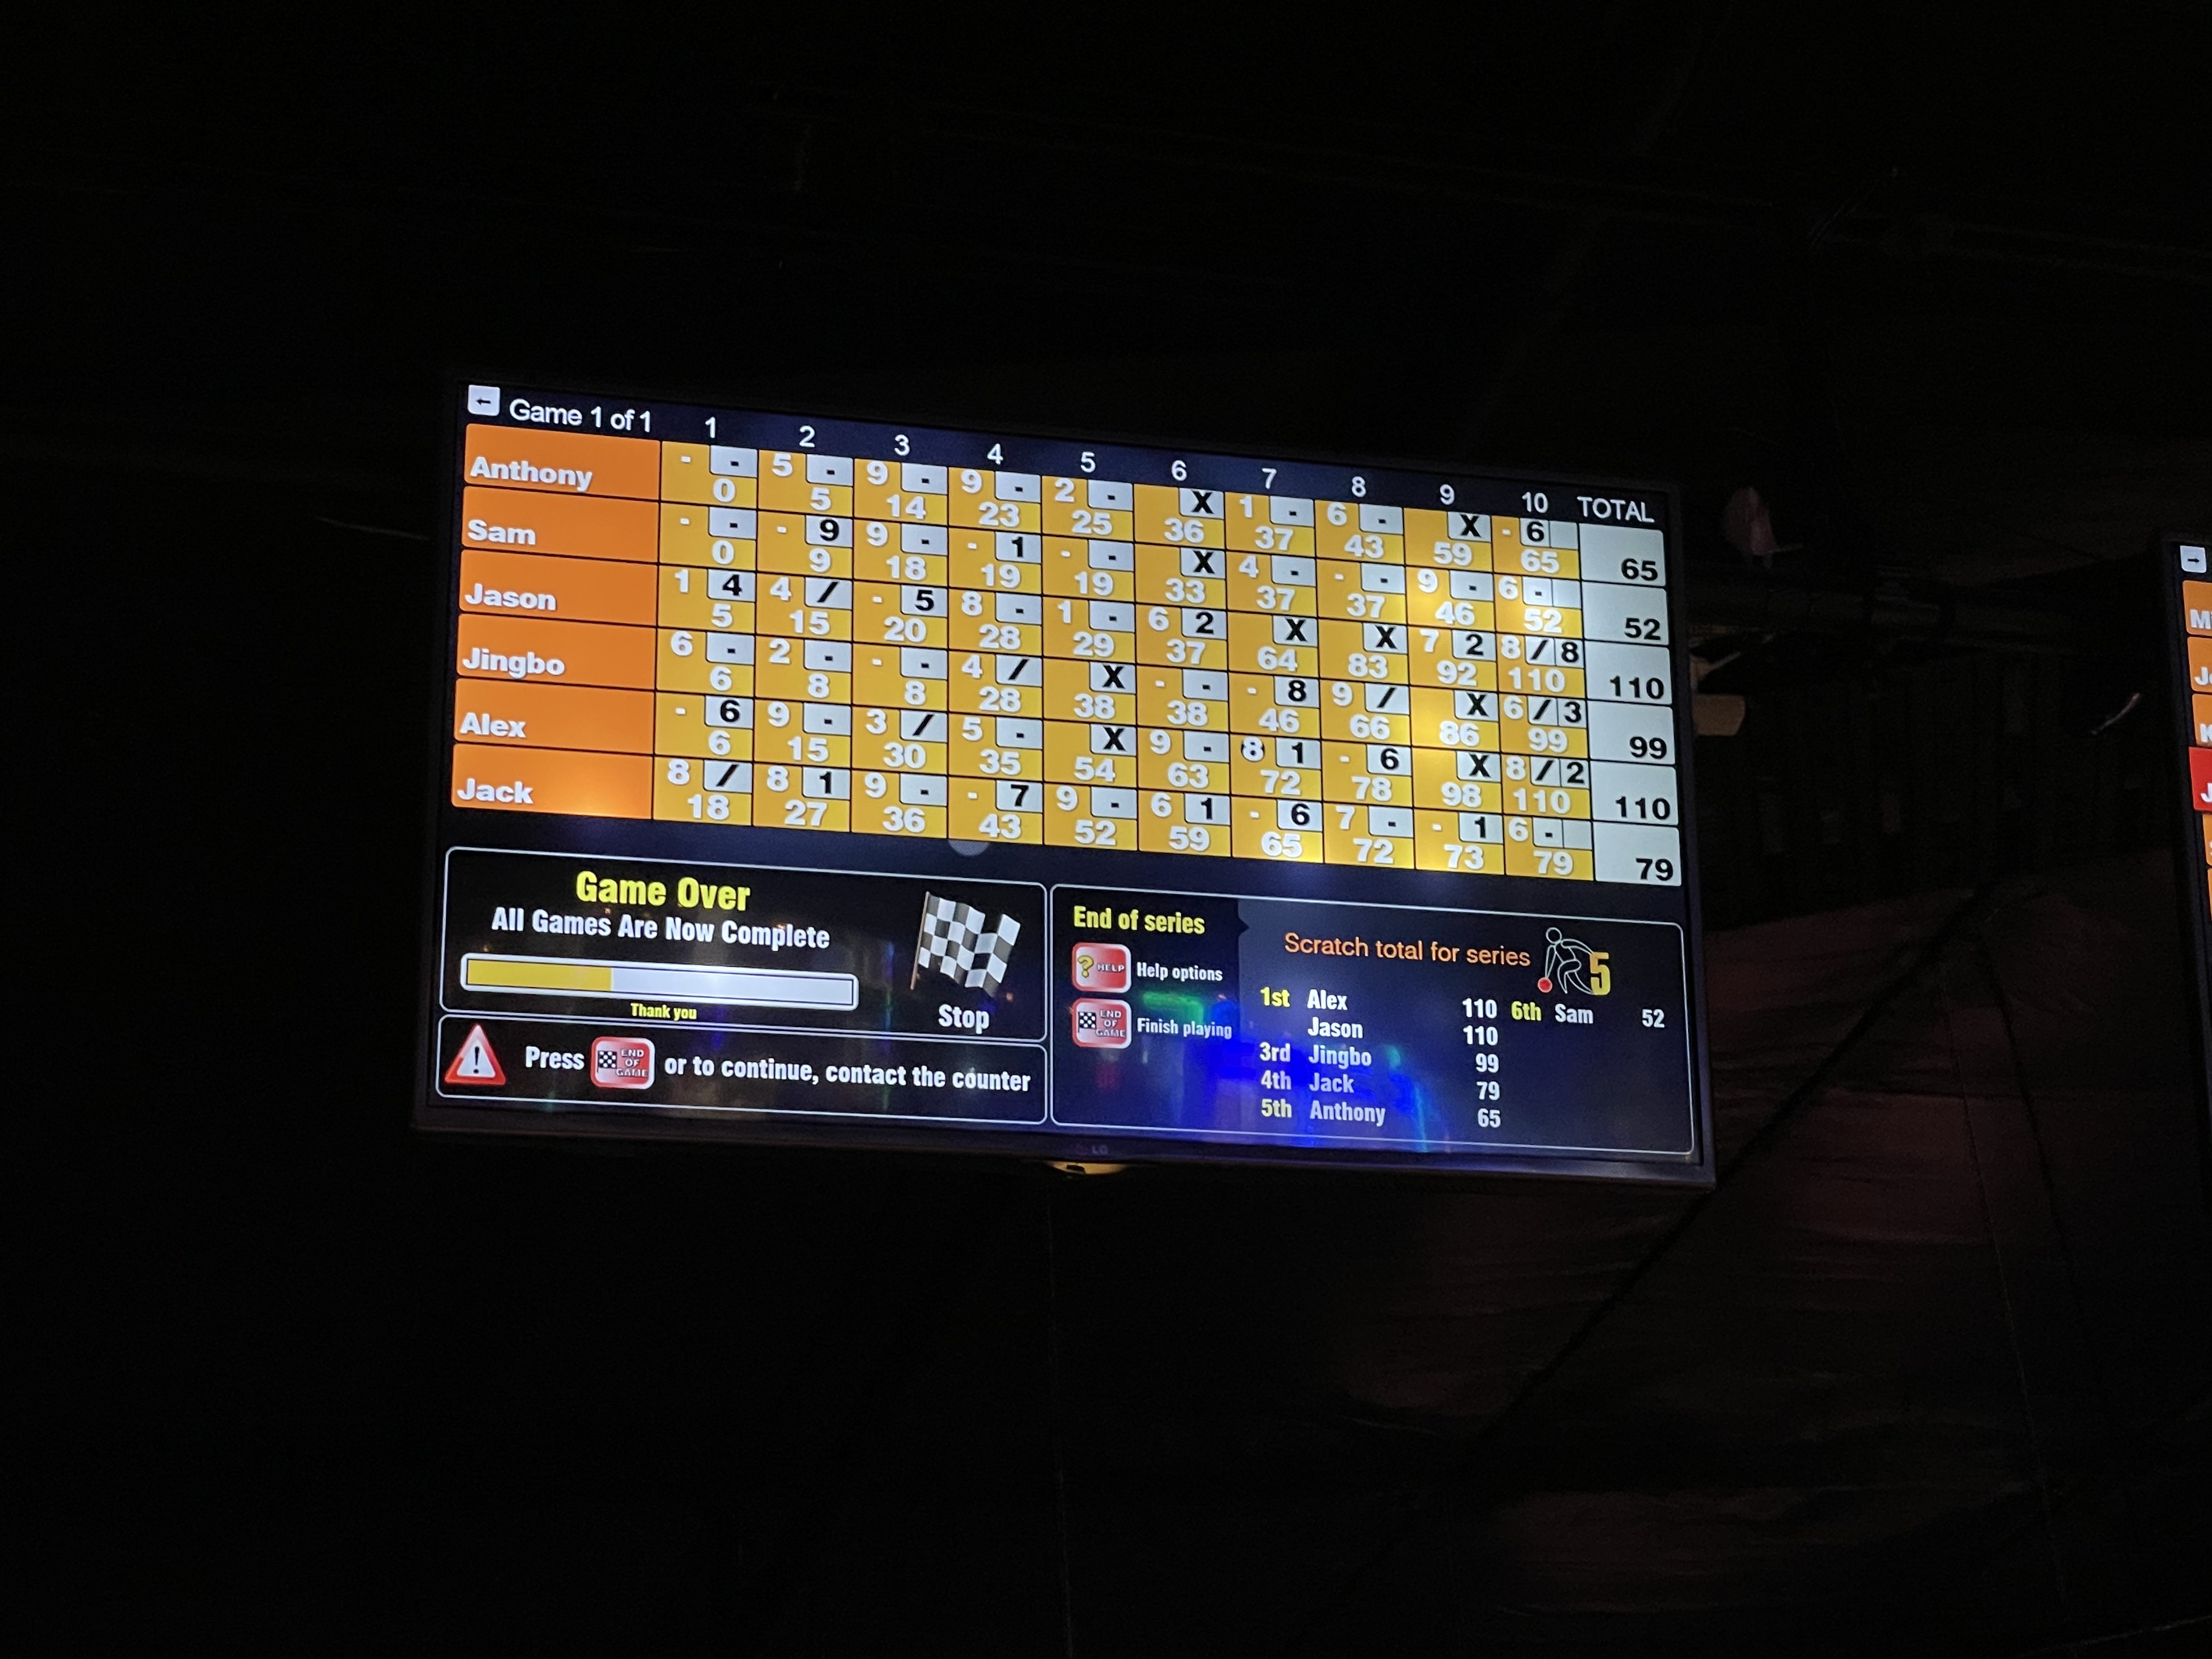 ← Game 1 of 1 1 2 3 4 5 6 7 8 9 10 TOTAL
Anthony - - 5 - 9 - 9 - 2 - X 1 - 6 - X - 6
0 5 14 23 25 36 37 43 59 65 65
Sam - - - 9 9 - - 1 - - X 4 - - - 9 - 6 -
0 9 18 19 19 33 37 37 46 52 52
Jason 1 4 4 / - 5 8 - 1 - 6 2 X X 7 2 8 / 8
5 15 20 28 29 37 64 83 92 110 110
Jingbo 6 - 2 - - - 4 / X - - - 8 9 / X 6 / 3
6 8 8 28 38 38 46 66 86 99 99
Alex - 6 9 - 3 / 5 - X 9 - 8 1 - 6 X 8 / 2
6 15 30 35 54 63 72 78 98 110 110
Jack 8 / 8 1 9 - - 7 9 - 6 1 - 6 7 - - 1 6 -
18 27 36 43 52 59 65 72 73 79 79
Game Over
All Games Are Now Complete
Thank you
Stop
Press END OF GAME or to continue, contact the counter
End of series
? HELP Help options
END OF GAME Finish playing
Scratch total for series 5
1st Alex 110 6th Sam 52
Jason 110
3rd Jingbo 99
4th Jack 79
5th Anthony 65
LG